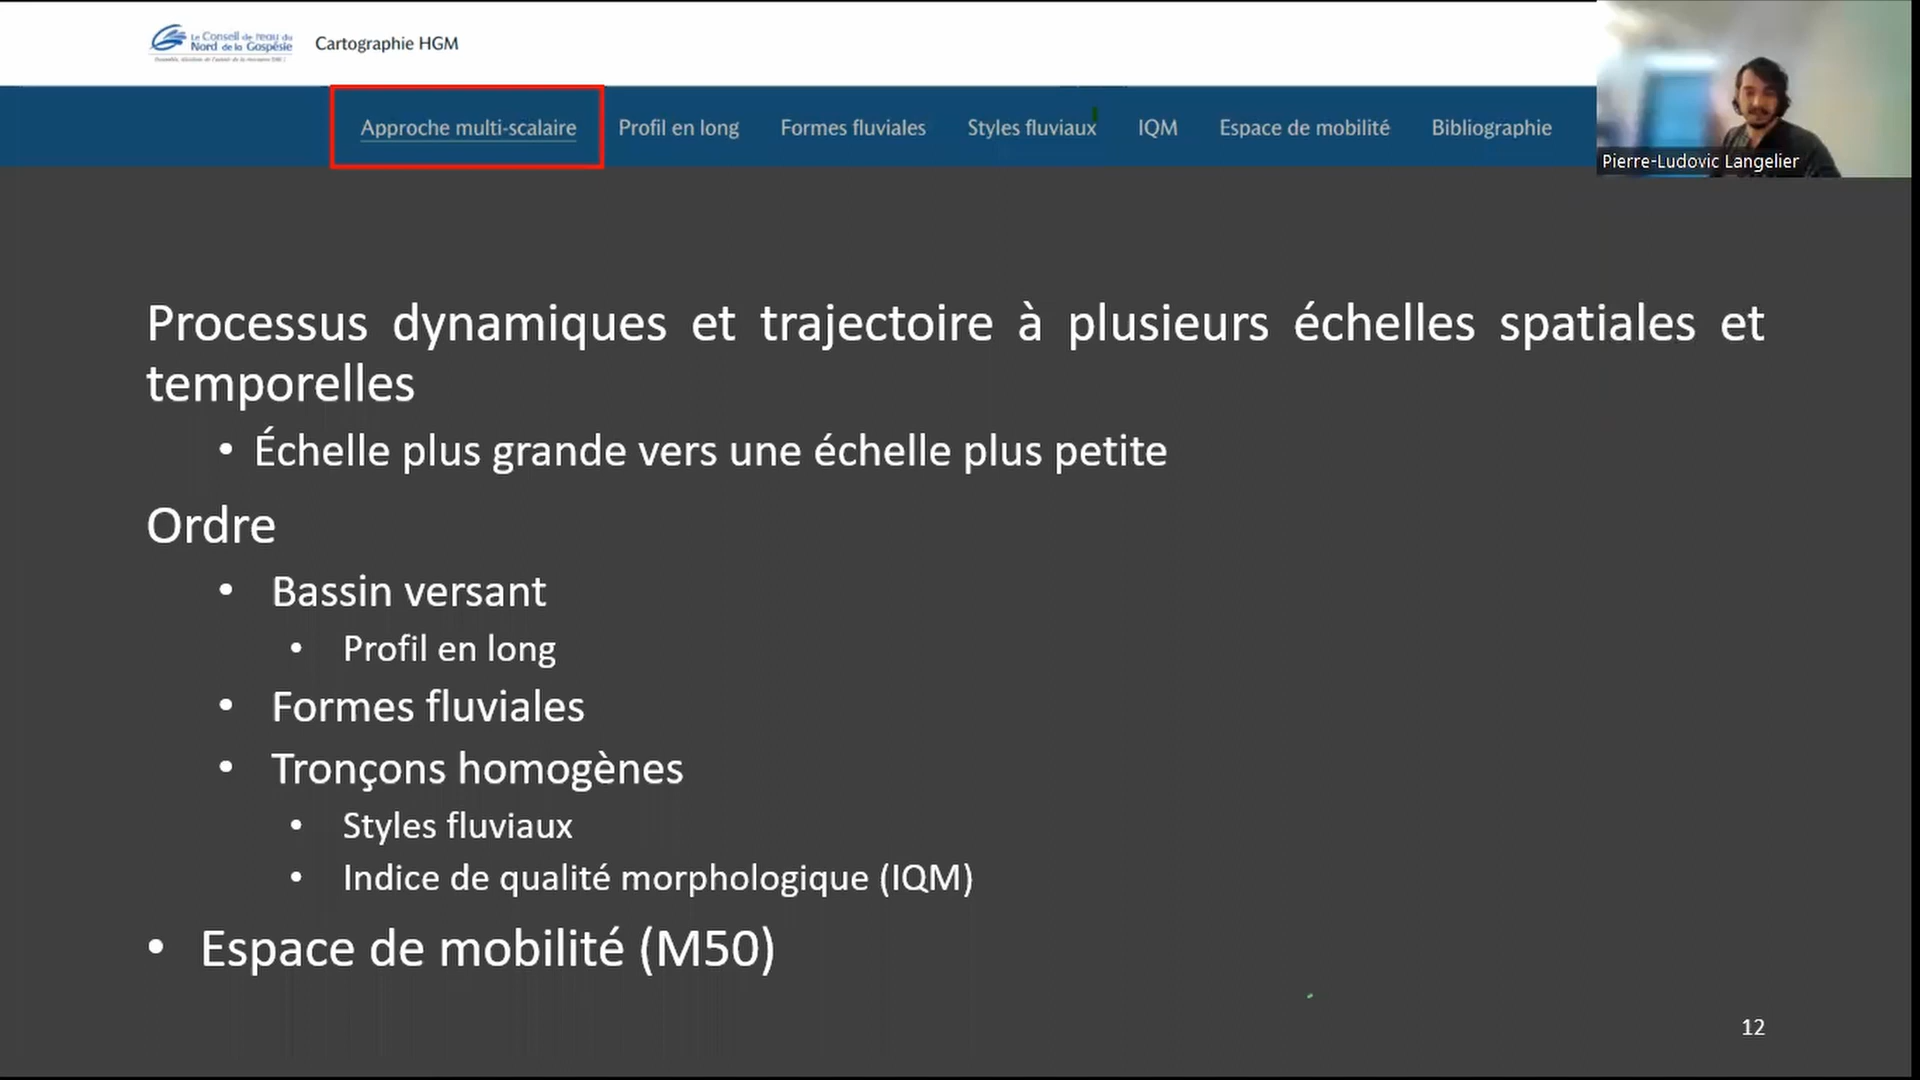 Le Conseil de l'eau du
Nord de la Gaspésie
Cartographie HGM
Approche multi-scalaire
Profil en long
Formes fluviales
Styles fluviaux
IQM
Espace de mobilité
Bibliographie
Pierre-Ludovic Langelier
Processus dynamiques et trajectoire à plusieurs échelles spatiales et
temporelles
• Échelle plus grande vers une échelle plus petite
Ordre
• Bassin versant
• Profil en long
• Formes fluviales
• Tronçons homogènes
• Styles fluviaux
• Indice de qualité morphologique (IQM)
• Espace de mobilité (M50)
12